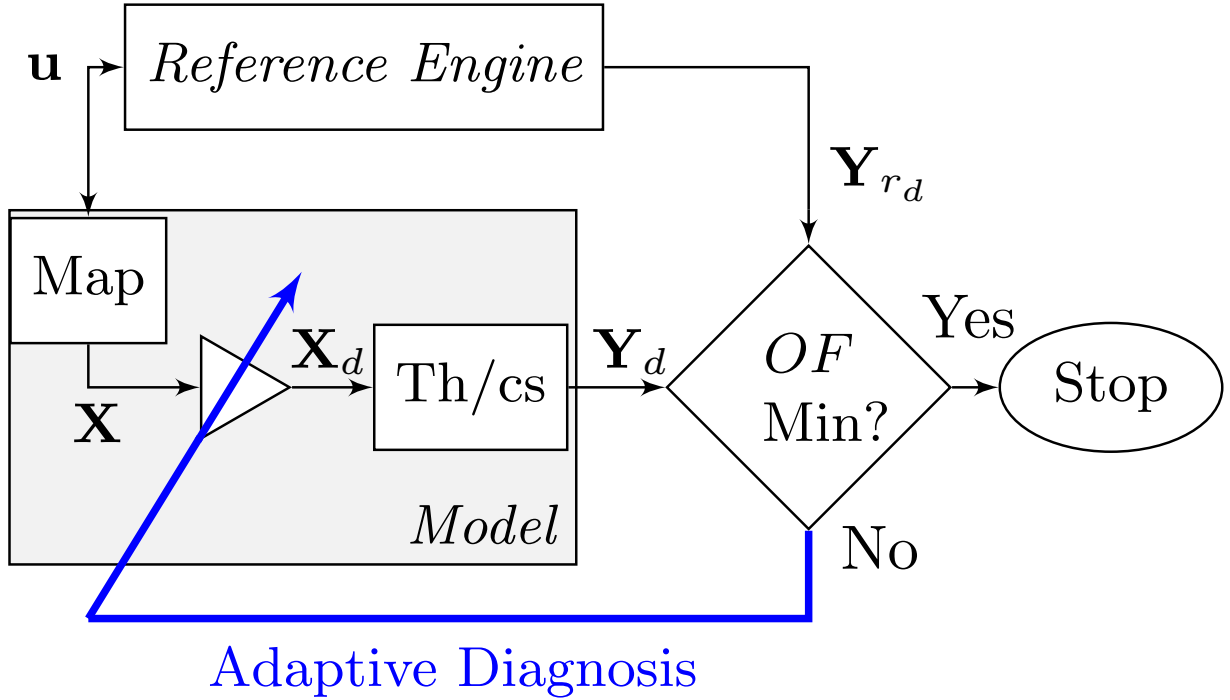 u
Reference Engine
Y_{r_d}
Map
Yes
X_d
Y_d
OF
Min?
Th/cs
Stop
X
Model
No
Adaptive Diagnosis